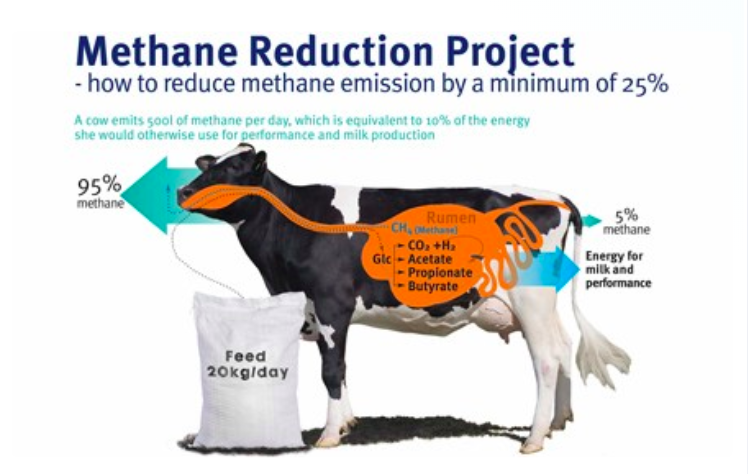 Methane Reduction Project
- how to reduce methane emission by a minimum of 25%
A cow emits 500l of methane per day, which is equivalent to 10% of the energy
she would otherwise use for performance and milk production
95%
methane
Rumen
CH₄ (Methane)
Glc
CO₂ +H₂
Acetate
Propionate
Butyrate
5%
methane
Energy for
milk and
performance
Feed
20kg/day